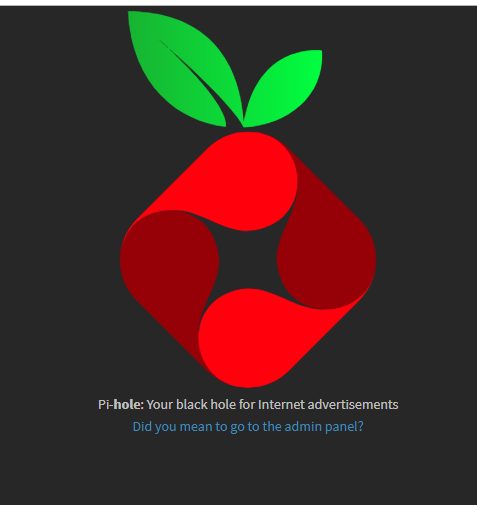 Pi-hole: Your black hole for Internet advertisements
Did you mean to go to the admin panel?